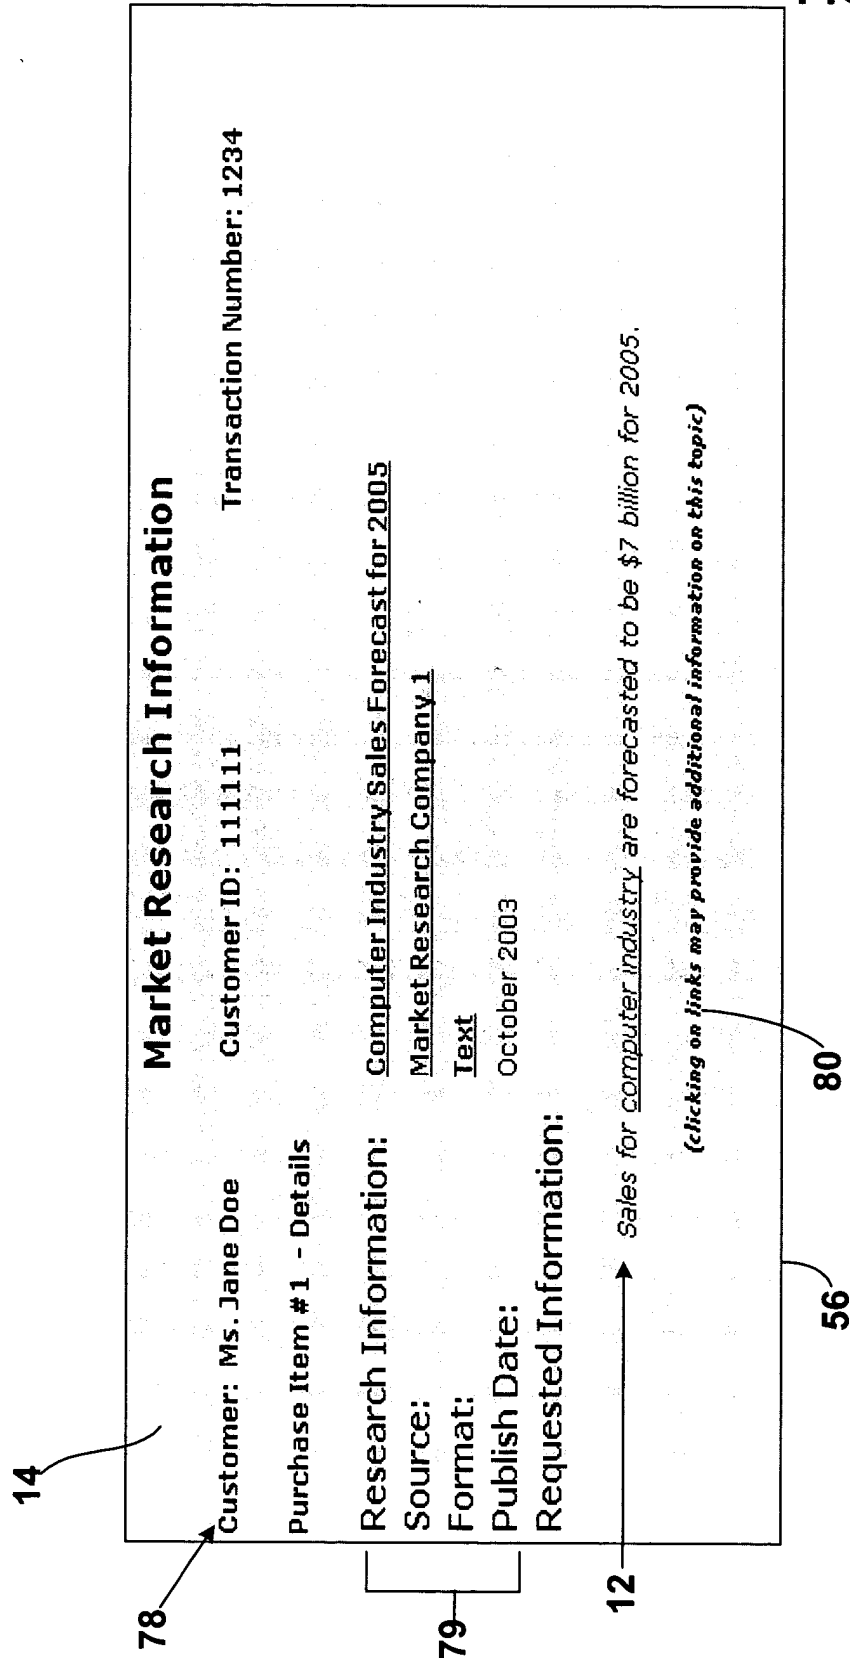 14
Market Research Information
78
Customer: Ms. Jane Doe Customer ID: 111111 Transaction Number: 1234
Purchase Item #1 - Details
79
Research Information: Computer Industry Sales Forecast for 2005
Source: Market Research Company 1
Format: Text
Publish Date: October 2003
Requested Information:
12
Sales for computer industry are forecasted to be $7 billion for 2005.
(clicking on links may provide additional information on this topic)
80
56